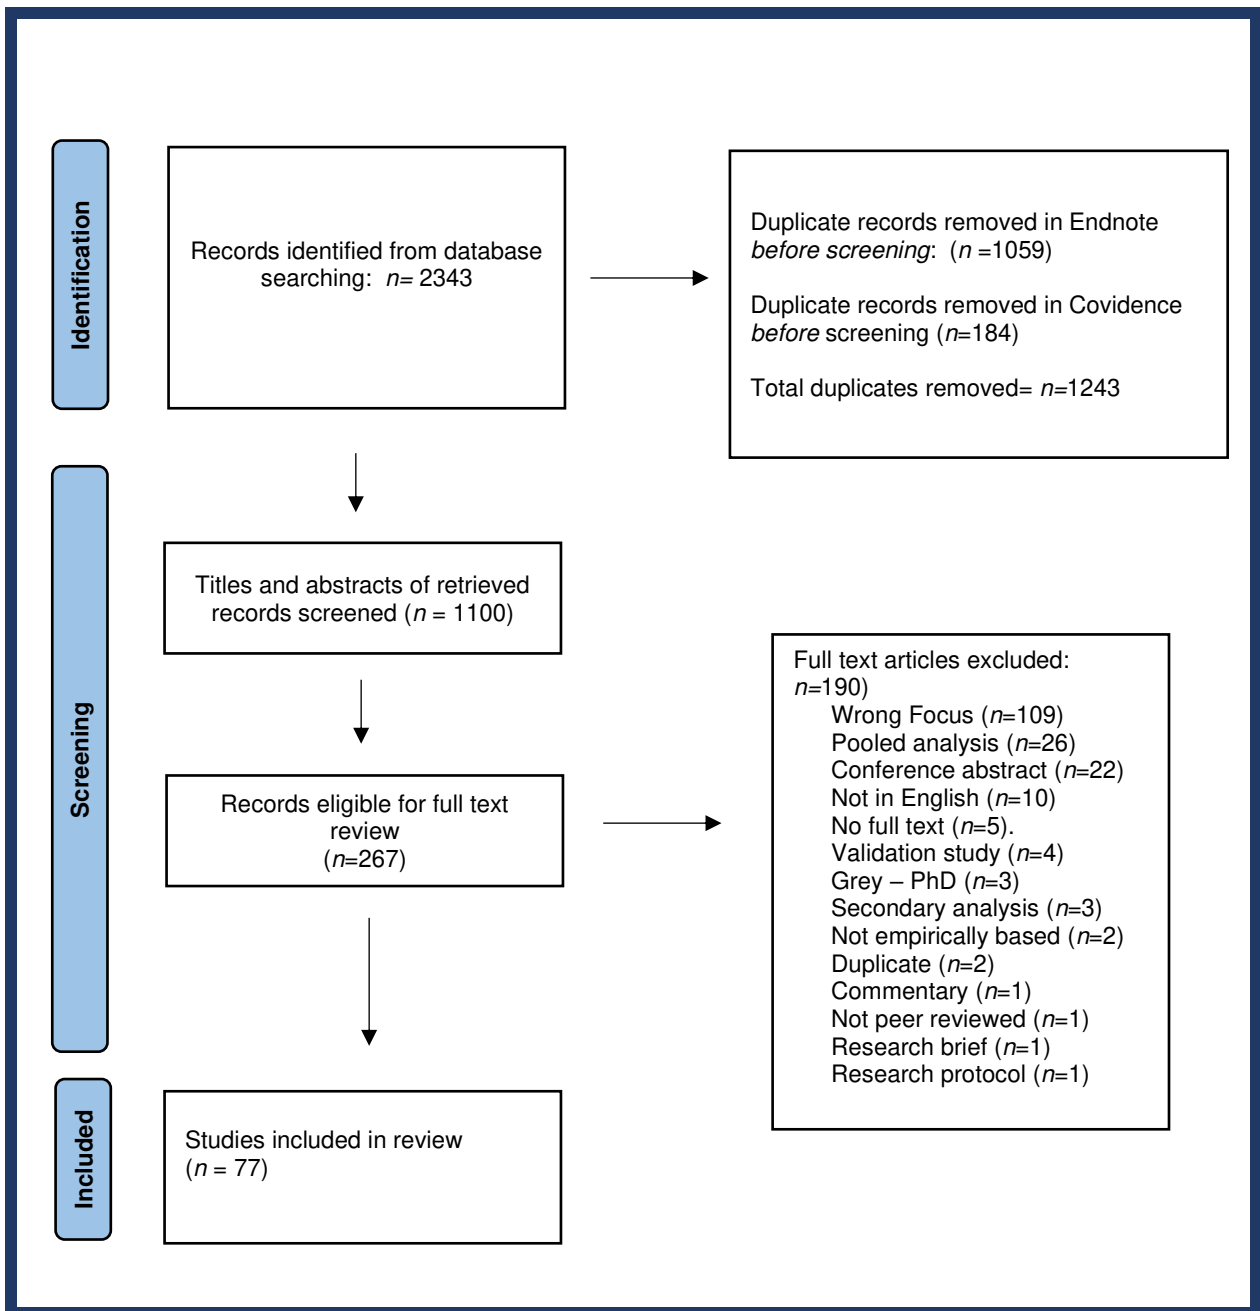 Identification
Records identified from database
searching: n= 2343
Duplicate records removed in Endnote
before screening: (n =1059)
Duplicate records removed in Covidence
before screening (n=184)
Total duplicates removed= n=1243
Screening
Titles and abstracts of retrieved
records screened (n = 1100)
Records eligible for full text
review
(n=267)
Full text articles excluded:
n=190)
Wrong Focus (n=109)
Pooled analysis (n=26)
Conference abstract (n=22)
Not in English (n=10)
No full text (n=5).
Validation study (n=4)
Grey – PhD (n=3)
Secondary analysis (n=3)
Not empirically based (n=2)
Duplicate (n=2)
Commentary (n=1)
Not peer reviewed (n=1)
Research brief (n=1)
Research protocol (n=1)
Included
Studies included in review
(n = 77)